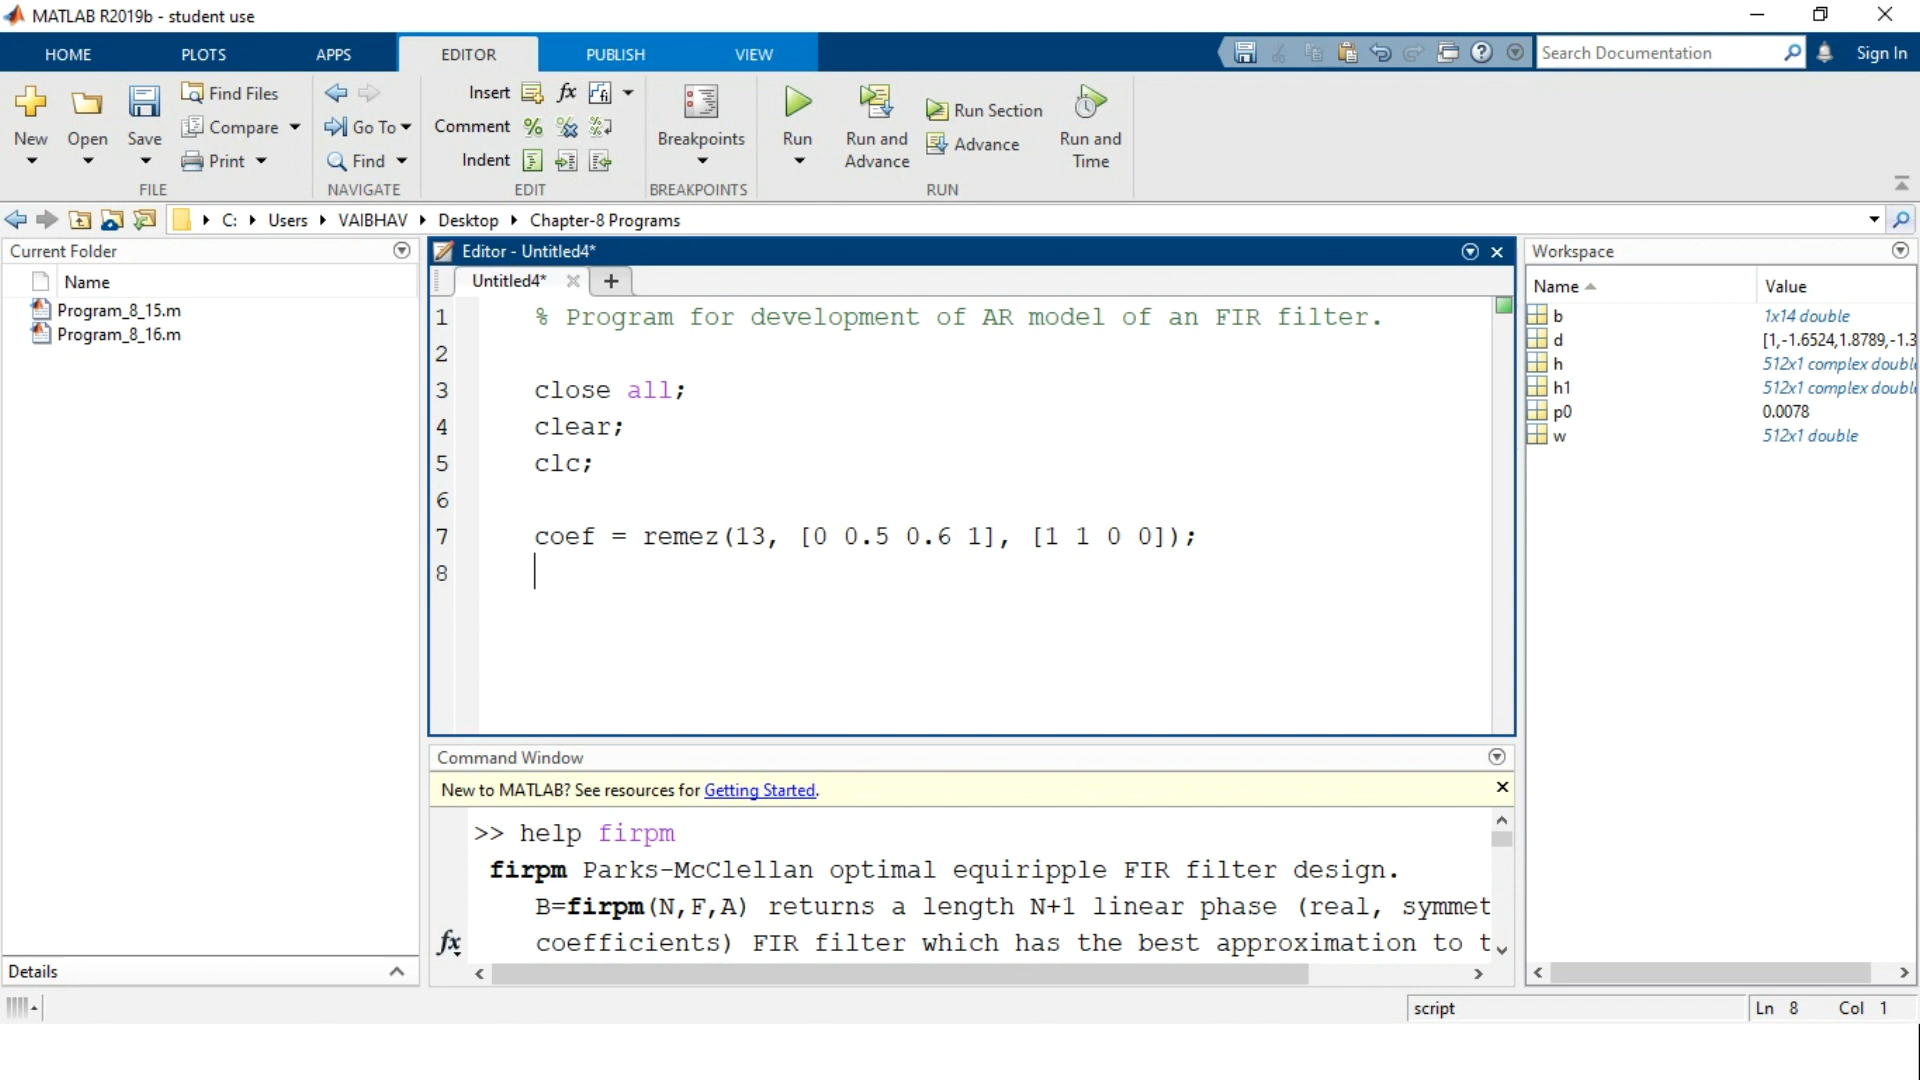 MATLAB R2019b - student use
HOME PLOTS APPS EDITOR PUBLISH VIEW Search Documentation Sign In
New Open Save Find Files Compare Print FILE
Go To Find NAVIGATE
Insert fx Comment Indent EDIT
Breakpoints BREAKPOINTS
Run Run and Advance Run Section Advance Run and Time RUN
C: Users VAIBHAV Desktop Chapter-8 Programs
Current Folder
Name
Program_8_15.m
Program_8_16.m
Details
Editor - Untitled4*
Untitled4* +
1 % Program for development of AR model of an FIR filter.
2
3 close all;
4 clear;
5 clc;
6
7 coef = remez(13, [0 0.5 0.6 1], [1 1 0 0]);
8
Command Window
New to MATLAB? See resources for Getting Started.
>> help firpm
firpm Parks-McClellan optimal equiripple FIR filter design.
B=firpm(N,F,A) returns a length N+1 linear phase (real, symmet
fx coefficients) FIR filter which has the best approximation to t
Workspace
Name Value
b 1x14 double
d [1,-1.6524,1.8789,-1.3
h 512x1 complex doubl
h1 512x1 complex doubl
p0 0.0078
w 512x1 double
script Ln 8 Col 1